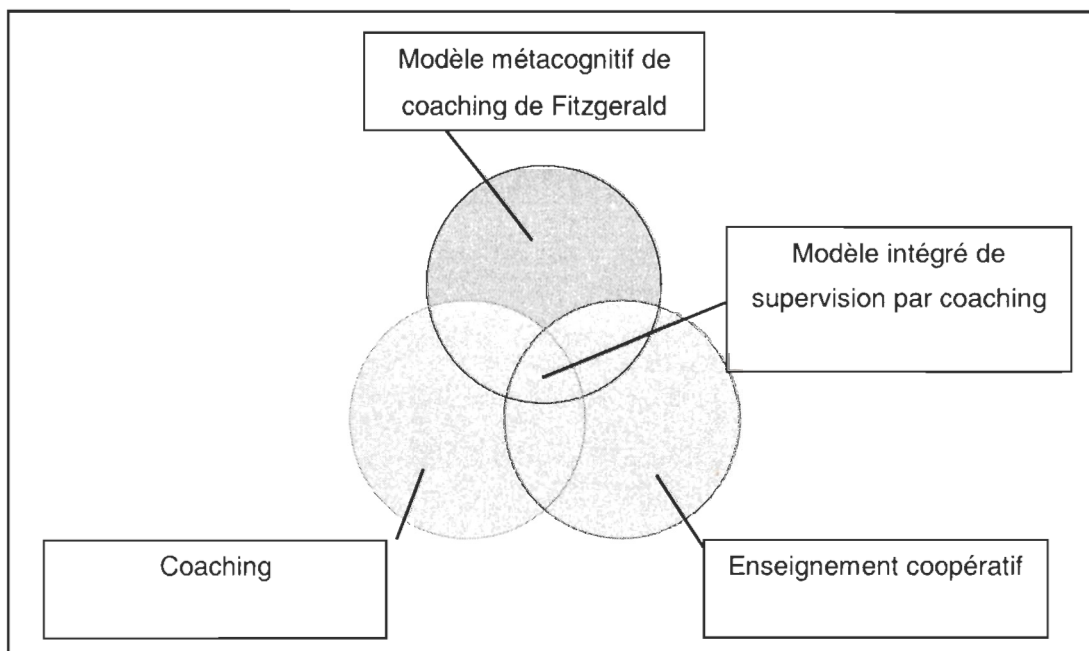 Modèle métacognitif de
coaching de Fitzgerald
Modèle intégré de
supervision par coaching
Coaching
Enseignement coopératif